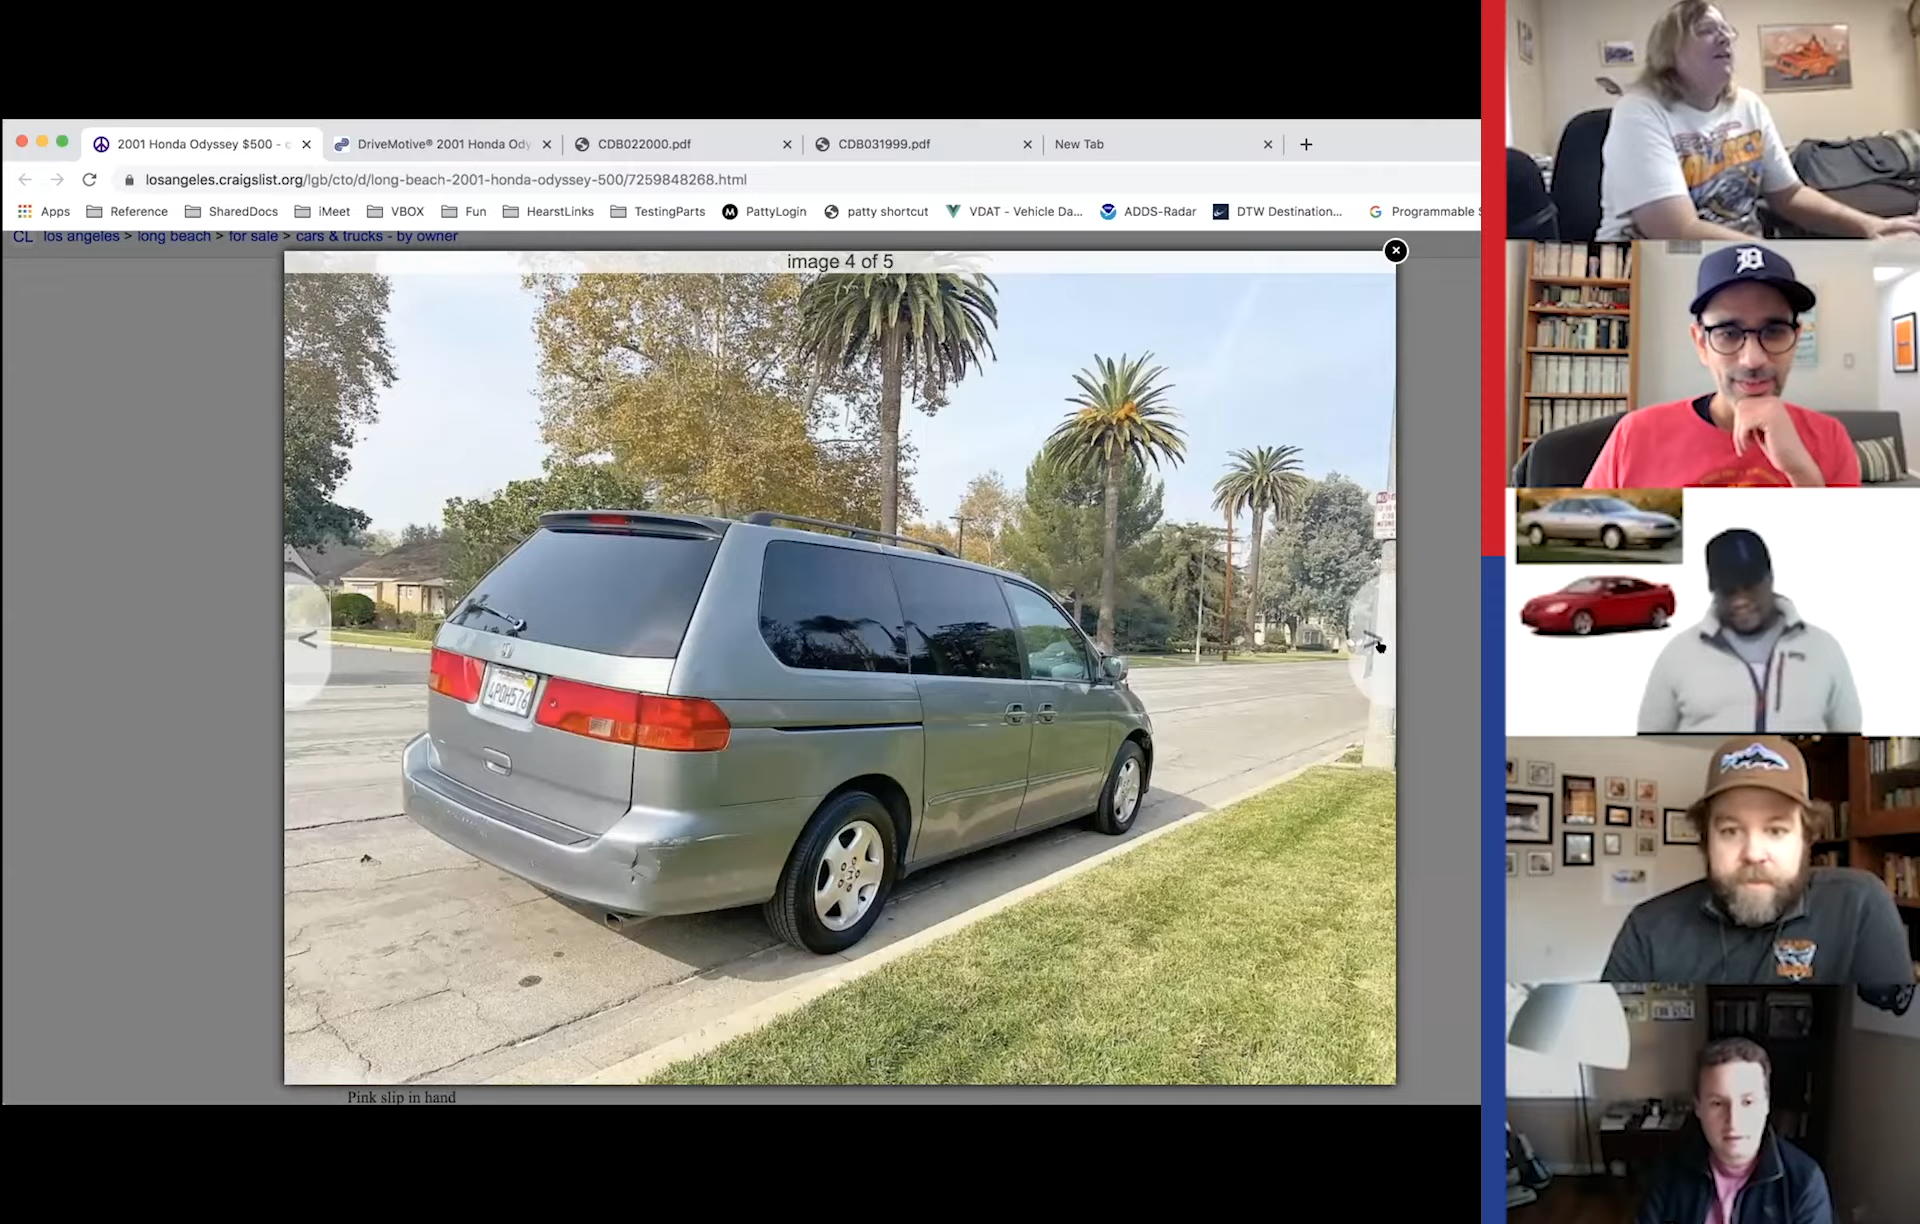 2001 Honda Odyssey $500 - c
DriveMotive® 2001 Honda Ody
CDB022000.pdf
CDB031999.pdf
New Tab
losangeles.craigslist.org/lgb/cto/d/long-beach-2001-honda-odyssey-500/7259848268.html
Apps
Reference
SharedDocs
iMeet
VBOX
Fun
HearstLinks
TestingParts
PattyLogin
patty shortcut
VDAT - Vehicle Da...
ADDS-Radar
DTW Destination...
Programmable S
CL los angeles > long beach > for sale > cars & trucks - by owner
image 4 of 5
4POH576
Pink slip in hand